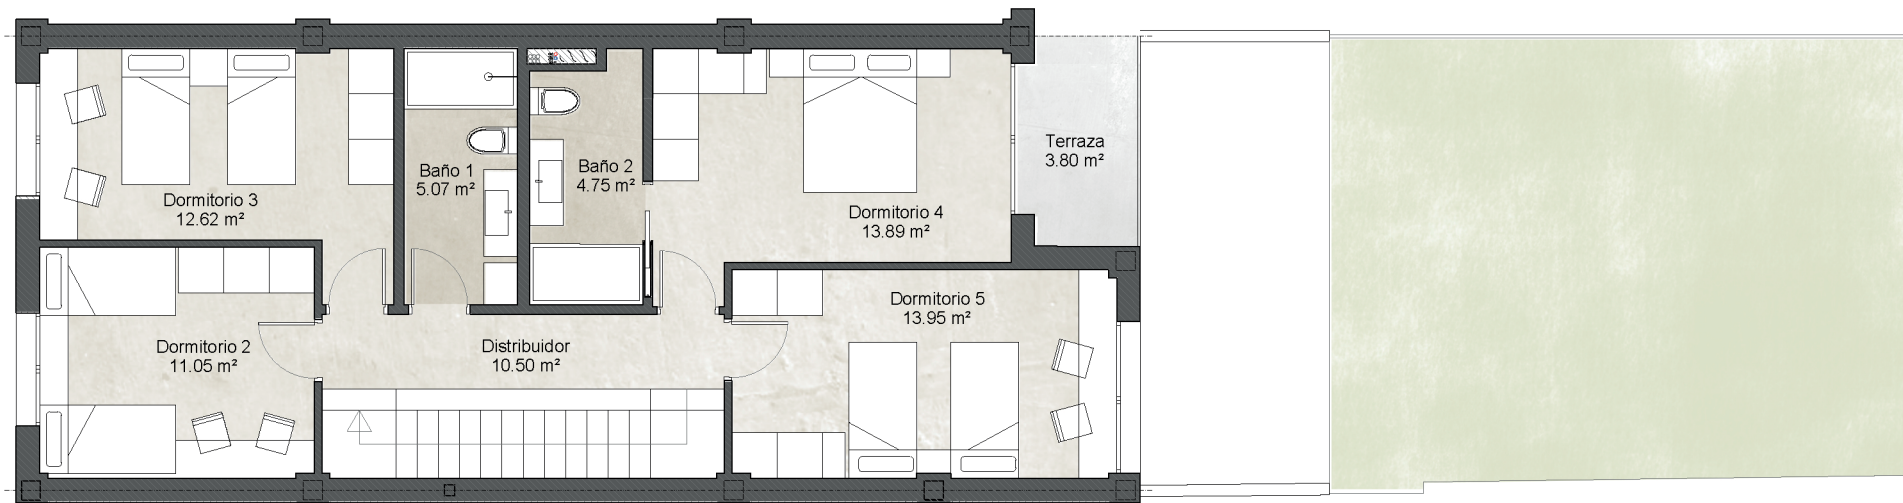 Dormitorio 3
12.62 m²
Baño 1
5.07 m²
Baño 2
4.75 m²
Dormitorio 4
13.89 m²
Terraza
3.80 m²
Dormitorio 2
11.05 m²
Distribuidor
10.50 m²
Dormitorio 5
13.95 m²